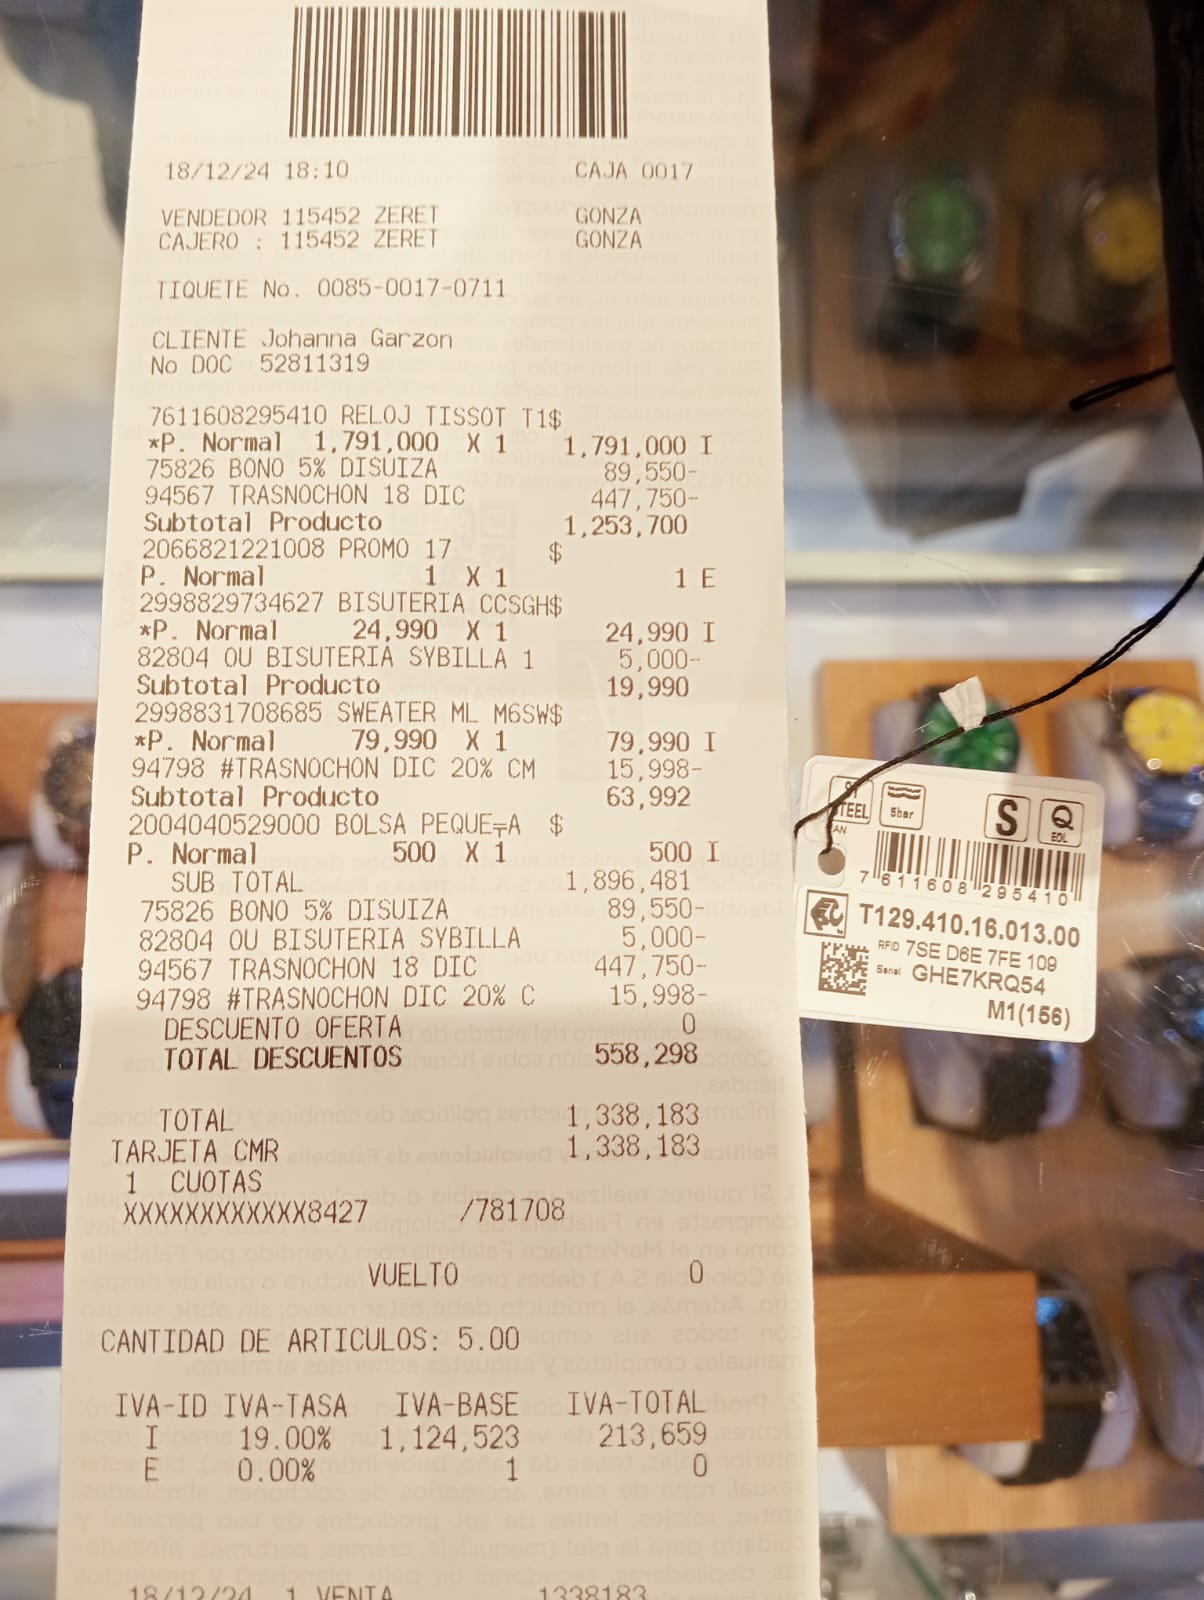 18/12/24 18:10 CAJA 0017
VENDEDOR 115452 ZERET GONZA
CAJERO : 115452 ZERET GONZA
TIQUETE No. 0085-0017-0711
CLIENTE Johanna Garzon
No DOC 52811319
7611608295410 RELOJ TISSOT T1$
*P. Normal 1,791,000 X 1 1,791,000 I
75826 BONO 5% DISUIZA 89,550-
94567 TRASNOCHON 18 DIC 447,750-
Subtotal Producto 1,253,700
2066821221008 PROMO 17 $
P. Normal 1 X 1 1 E
2998829734627 BISUTERIA CCSGH$
*P. Normal 24,990 X 1 24,990 I
82804 OU BISUTERIA SYBILLA 1 5,000-
Subtotal Producto 19,990
2998831708685 SWEATER ML M6SW$
*P. Normal 79,990 X 1 79,990 I
94798 #TRASNOCHON DIC 20% CM 15,998-
Subtotal Producto 63,992
2004040529000 BOLSA PEQUE╤A $
P. Normal 500 X 1 500 I
SUB TOTAL 1,896,481
75826 BONO 5% DISUIZA 89,550-
82804 OU BISUTERIA SYBILLA 5,000-
94567 TRASNOCHON 18 DIC 447,750-
94798 #TRASNOCHON DIC 20% C 15,998-
DESCUENTO OFERTA 0
TOTAL DESCUENTOS 558,298
TOTAL 1,338,183
TARJETA CMR 1,338,183
1 CUOTAS
XXXXXXXXXXXX8427 /781708
VUELTO 0
CANTIDAD DE ARTICULOS: 5.00
IVA-ID IVA-TASA IVA-BASE IVA-TOTAL
I 19.00% 1,124,523 213,659
E 0.00% 1 0
18/12/24 1 VENTA 1338183
STEEL 5bar S Q
EOL
7 611608 295410
T129.410.16.013.00
RFID 7SE D6E 7FE 109
Serial GHE7KRQ54
M1(156)